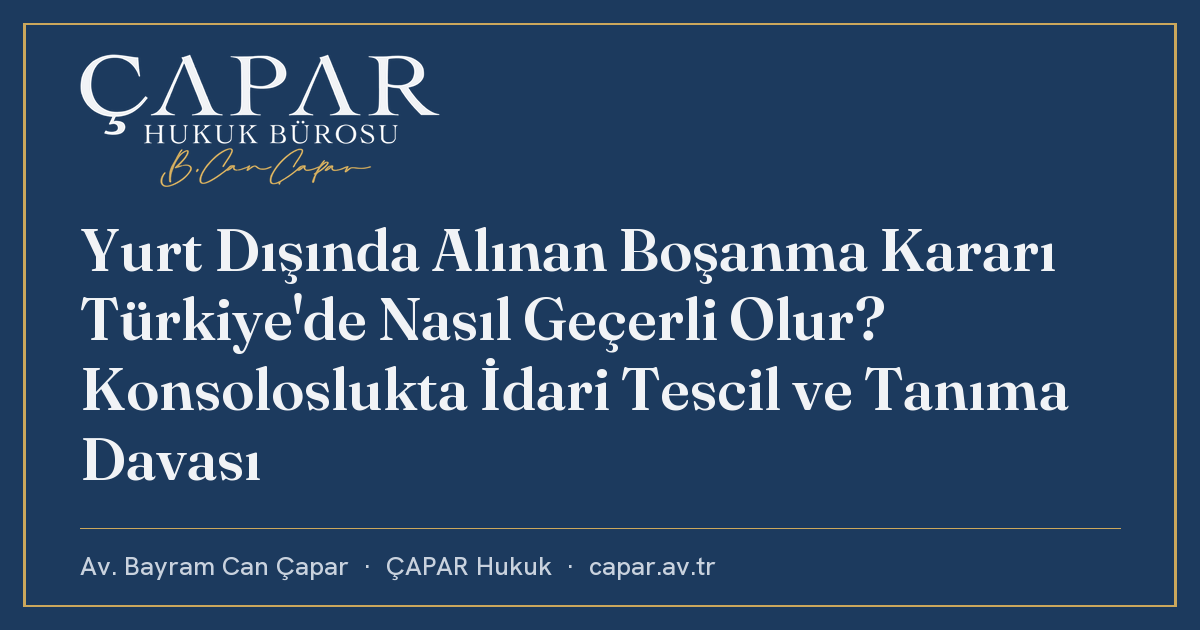 ÇAPAR
HUKUK BÜROSU
B.Can Çapar
Yurt Dışında Alınan Boşanma Kararı
Türkiye'de Nasıl Geçerli Olur?
Konsoloslukta İdari Tescil ve Tanıma
Davası
Av. Bayram Can Çapar · ÇAPAR Hukuk · capar.av.tr